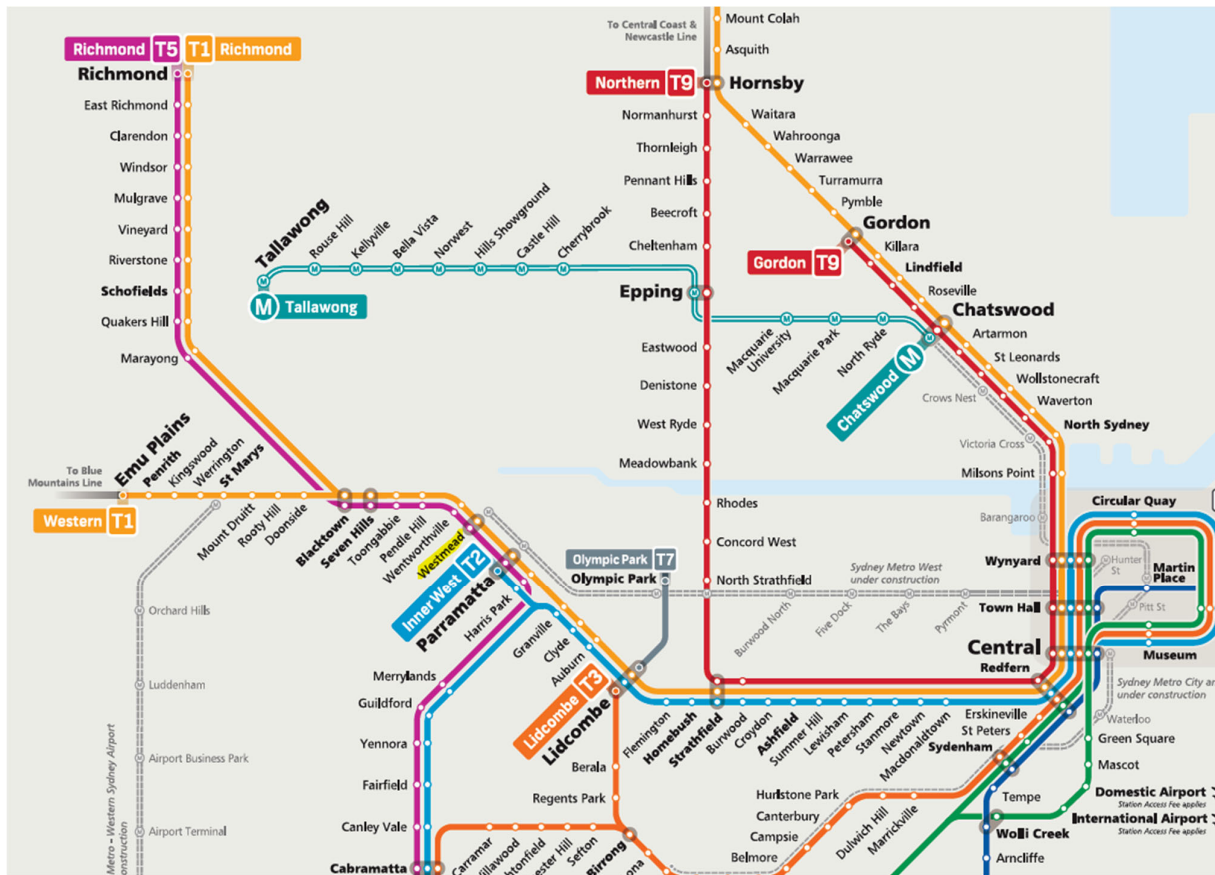 To Central Coast &
Newcastle Line
Mount Colah
Asquith
Richmond T5
T1 Richmond
Richmond
Northern T9
Hornsby
East Richmond
Clarendon
Windsor
Mulgrave
Vineyard
Riverstone
Schofields
Quakers Hill
Marayong
Normanhurst
Thornleigh
Pennant Hills
Beecroft
Cheltenham
Epping
Eastwood
Denistone
West Ryde
Meadowbank
Rhodes
Concord West
North Strathfield
Waitara
Wahroonga
Warrawee
Turramurra
Pymble
Gordon
Gordon T9
Killara
Lindfield
Roseville
Chatswood
Artarmon
St Leonards
Wollstonecraft
Waverton
North Sydney
Milsons Point
Tallawong
M Tallawong
Rouse Hill
Kellyville
Bella Vista
Norwest
Hills Showground
Castle Hill
Cherrybrook
Macquarie
University
Macquarie Park
North Ryde
Chatswood M
Crows Nest
Victoria Cross
Barangaroo
To Blue
Mountains Line
Emu Plains
Western T1
Penrith
Kingswood
Werrington
St Marys
Mount Druitt
Rooty Hill
Doonside
Blacktown
Seven Hills
Toongabbie
Pendle Hill
Wentworthville
Westmead
Inner West T2
Parramatta
Harris Park
Granville
Clyde
Auburn
Lidcombe T3
Lidcombe
Olympic Park T7
Olympic Park
Sydney Metro West
under construction
Burwood North
Five Dock
The Bays
Pyrmont
Circular Quay
Wynyard
Hunter
St
Martin
Place
Town Hall
Pitt St
Central
Museum
Redfern
Sydney Metro City an
under construction
Flemington
Homebush
Strathfield
Burwood
Croydon
Ashfield
Summer Hill
Lewisham
Petersham
Stanmore
Newtown
Macdonaldtown
Erskineville
St Peters
Sydenham
Waterloo
Green Square
Mascot
Domestic Airport
Station Access Fee applies
International Airport
Station Access Fee applies
Tempe
Wolli Creek
Arncliffe
Hurlstone Park
Canterbury
Campsie
Belmore
Dulwich Hill
Marrickville
Orchard Hills
Luddenham
Airport Business Park
Airport Terminal
Metro - Western Sydney Airport
onstruction
Merrylands
Guildford
Yennora
Fairfield
Canley Vale
Cabramatta
Berala
Regents Park
Carramar
illawood
htonfield
ester Hill
Sefton
Birrong
ona